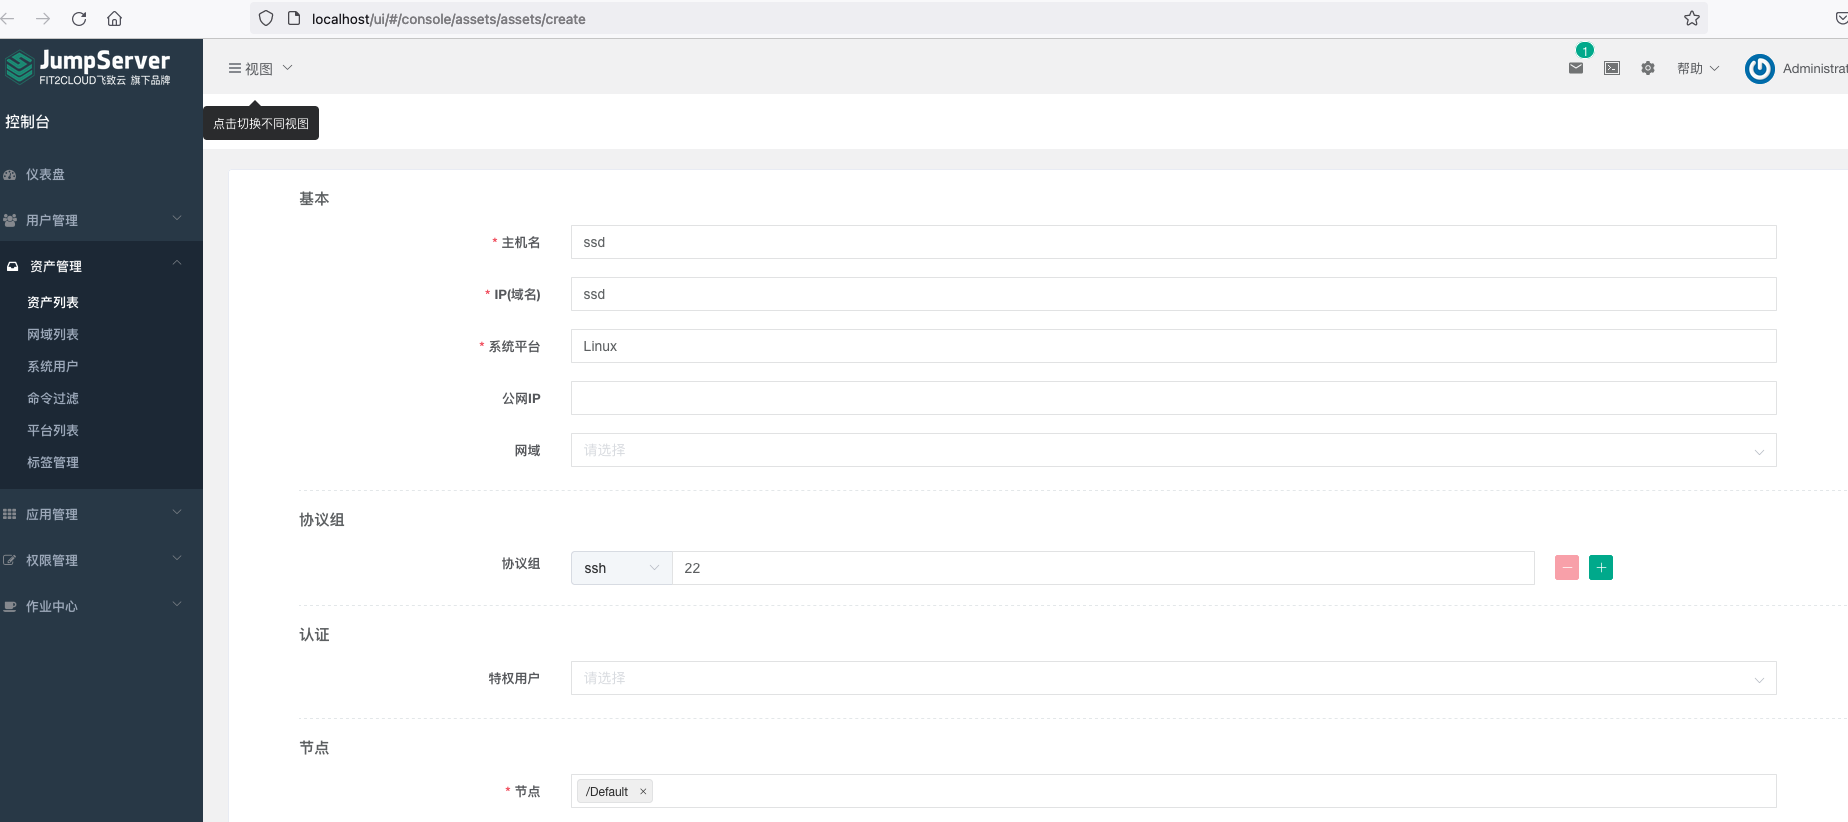 localhost/ui/#/console/assets/assets/create
JumpServer
FIT2CLOUD飞致云 旗下品牌
视图
1
帮助
点击切换不同视图
控制台
仪表盘
用户管理
资产管理
资产列表
网域列表
系统用户
命令过滤
平台列表
标签管理
应用管理
权限管理
作业中心
基本
* 主机名
ssd
* IP(域名)
ssd
* 系统平台
Linux
公网IP
网域
请选择
协议组
协议组
ssh
22
认证
特权用户
请选择
节点
* 节点
/Default ×